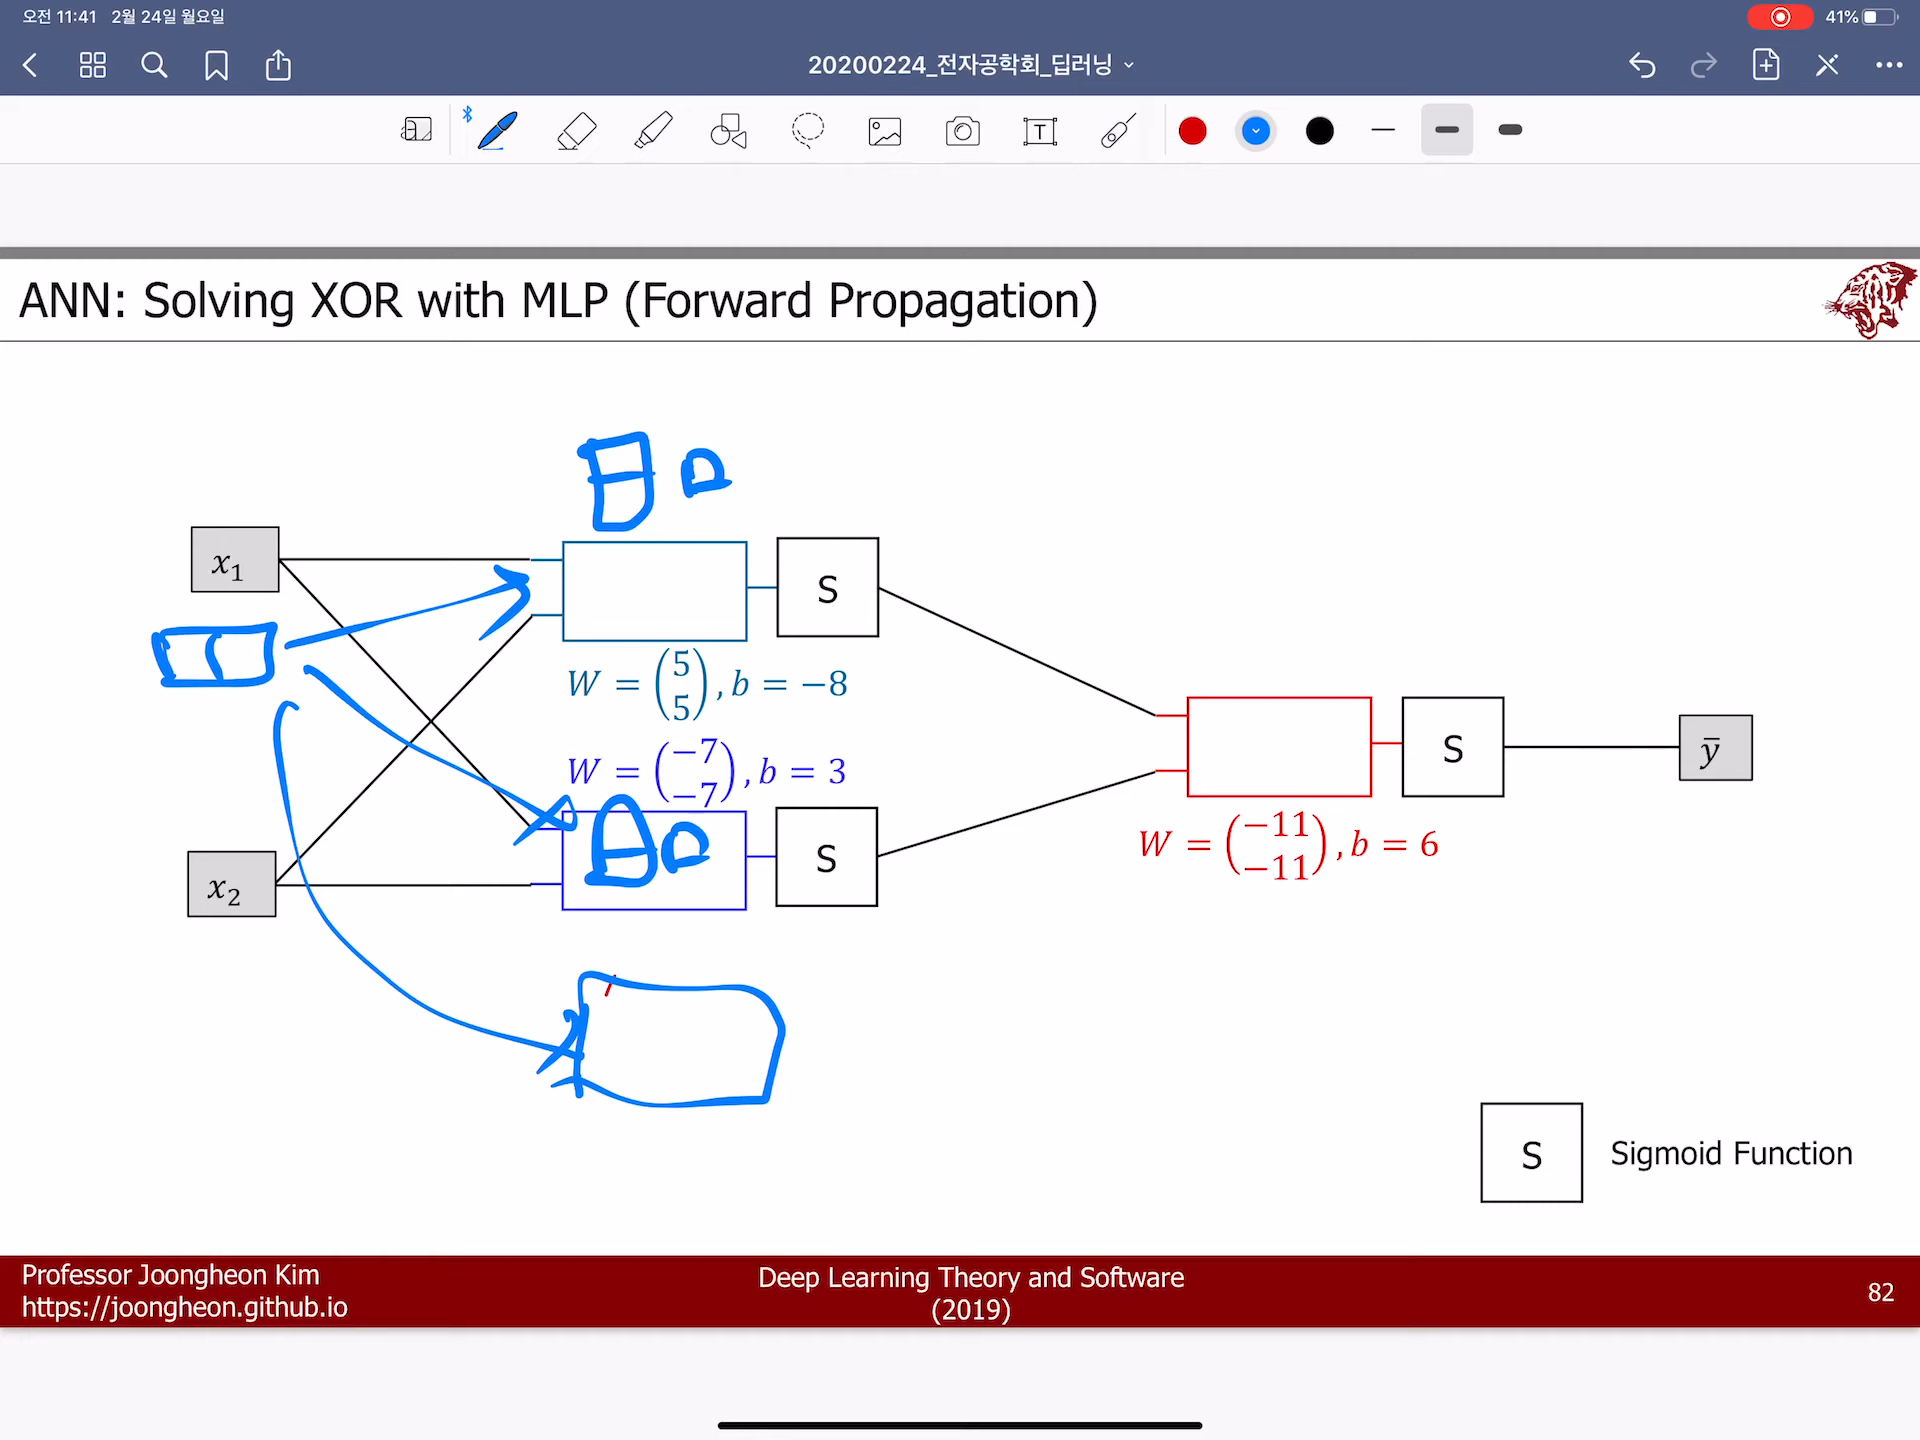 오전 11:41 2월 24일 월요일
41%
20200224_전자공학회_딥러닝
ANN: Solving XOR with MLP (Forward Propagation)
x₁
S
W = (5 5), b = −8
W = (−7 −7), b = 3
x₂
S
S
ȳ
W = (−11 −11), b = 6
S Sigmoid Function
Professor Joongheon Kim
https://joongheon.github.io
Deep Learning Theory and Software
(2019)
82